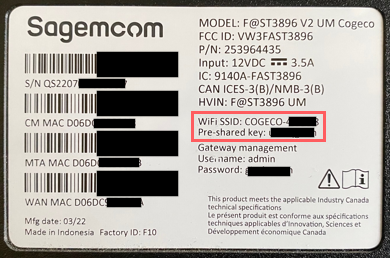 Sagemcom
S/N QS2207
CM MAC D06D
MTA MAC D06DC
WAN MAC D06DC
Mfg date: 03/22
Made in Indonesia Factory ID: F10
MODEL: F@ST3896 V2 UM Cogeco
FCC ID: VW3FAST3896
P/N: 253964435
Input: 12VDC 3.5A
IC: 9140A-FAST3896
CAN ICES-3(B)/NMB-3(B)
HVIN: F@ST3896 UM
WiFi SSID: COGECO-4
Pre-shared key:
Gateway management
Username: admin
Password:
This product meets the applicable Industry Canada
technical specifications
Le présent produit est conforme aux spécifications
techniques applicables d'Innovation, Sciences et
Développement économique Canada